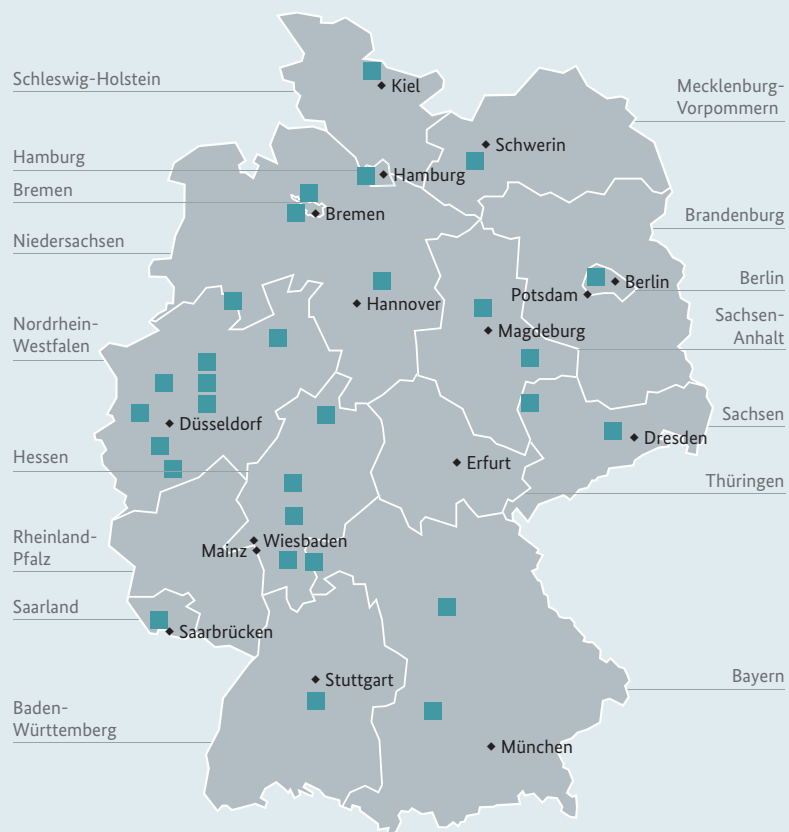 Schleswig-Holstein
Kiel
Mecklenburg-
Vorpommern
Schwerin
Hamburg
Hamburg
Bremen
Bremen
Brandenburg
Niedersachsen
Berlin
Berlin
Potsdam
Hannover
Sachsen-
Anhalt
Magdeburg
Nordrhein-
Westfalen
Düsseldorf
Sachsen
Dresden
Hessen
Erfurt
Thüringen
Rheinland-
Pfalz
Wiesbaden
Mainz
Saarland
Saarbrücken
Stuttgart
Bayern
Baden-
Württemberg
München